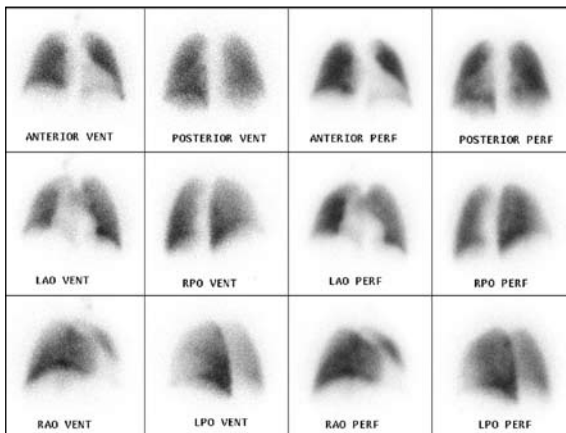 ANTERIOR VENT
POSTERIOR VENT
ANTERIOR PERF
POSTERIOR PERF
LAO VENT
RPO VENT
LAO PERF
RPO PERF
RAO VENT
LPO VENT
RAO PERF
LPO PERF